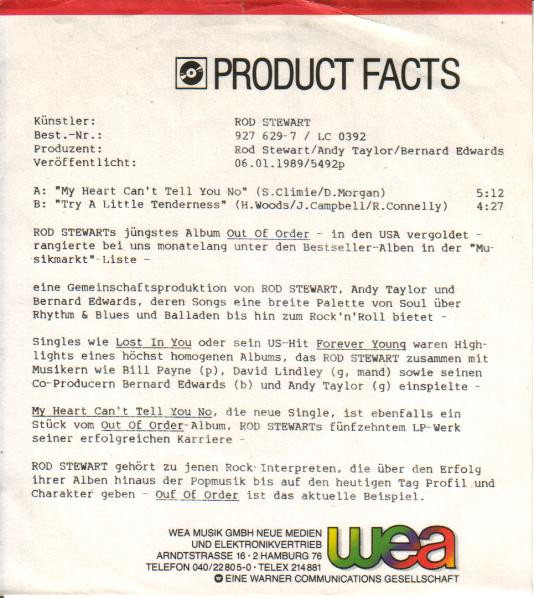 PRODUCT FACTS
Künstler: ROD STEWART
Best.-Nr.: 927 629-7 / LC 0392
Produzent: Rod Stewart/Andy Taylor/Bernard Edwards
Veröffentlicht: 06.01.1989/5492p
A: "My Heart Can't Tell You No" (S.Climie/D.Morgan) 5:12
B: "Try A Little Tenderness" (H.Woods/J.Campbell/R.Connelly) 4:27
ROD STEWARTs jüngstes Album Out Of Order - in den USA vergoldet -
rangierte bei uns monatelang unter den Bestseller-Alben in der "Mu-
sikmarkt"-Liste -
eine Gemeinschaftsproduktion von ROD STEWART, Andy Taylor und
Bernard Edwards, deren Songs eine breite Palette von Soul über
Rhythm & Blues und Balladen bis hin zum Rock'n'Roll bietet -
Singles wie Lost In You oder sein US-Hit Forever Young waren High-
lights eines höchst homogenen Albums, das ROD STEWART zusammen mit
Musikern wie Bill Payne (p), David Lindley (g, mand) sowie seinen
Co-Producern Bernard Edwards (b) und Andy Taylor (g) einspielte -
My Heart Can't Tell You No, die neue Single, ist ebenfalls ein
Stück vom Out Of Order-Album, ROD STEWARTs fünfzehntem LP-Werk
seiner erfolgreichen Karriere -
ROD STEWART gehört zu jenen Rock-Interpreten, die über den Erfolg
ihrer Alben hinaus der Popmusik bis auf den heutigen Tag Profil und
Charakter geben - Ouf Of Order ist das aktuelle Beispiel.
WEA MUSIK GMBH NEUE MEDIEN
UND ELEKTRONIKVERTRIEB
ARNDTSTRASSE 16 · 2 HAMBURG 76
TELEFON 040/22805-0 · TELEX 214881
EINE WARNER COMMUNICATIONS GESELLSCHAFT
wea